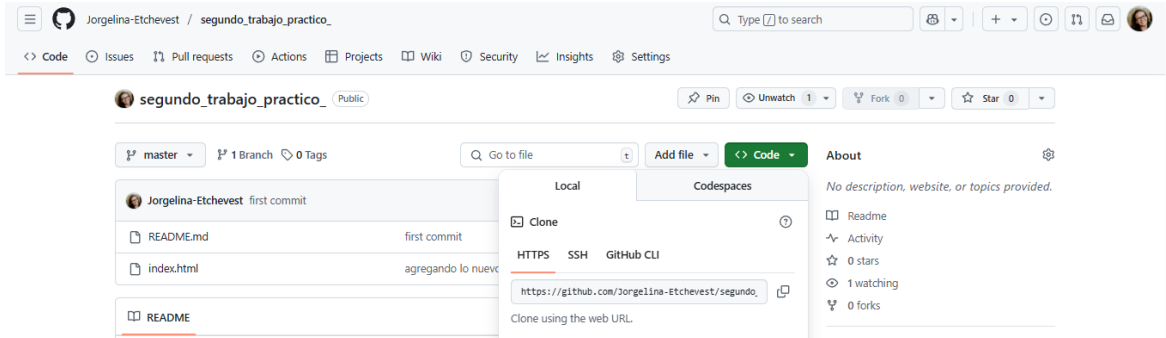 Jorgelina-Etchevest / segundo_trabajo_practico_
Type / to search
Code Issues Pull requests Actions Projects Wiki Security Insights Settings
segundo_trabajo_practico_ Public
Pin Unwatch 1 Fork 0 Star 0
master 1 Branch 0 Tags
Go to file t Add file Code
Local Codespaces
Clone
HTTPS SSH GitHub CLI
https://github.com/Jorgelina-Etchevest/segundo_
Clone using the web URL.
Jorgelina-Etchevest first commit
README.md first commit
index.html agregando lo nuevo
README
About
No description, website, or topics provided.
Readme
Activity
0 stars
1 watching
0 forks